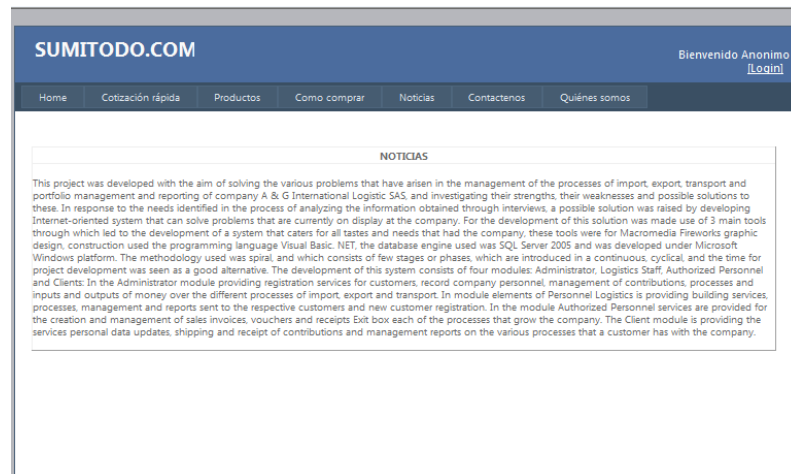 SUMITODO.COM
Bienvenido Anonimo
[Login]
Home Cotización rápida Productos Como comprar Noticias Contactenos Quiénes somos
NOTICIAS
This project was developed with the aim of solving the various problems that have arisen in the management of the processes of import, export, transport and
portfolio management and reporting of company A & G International Logistic SAS, and investigating their strengths, their weaknesses and possible solutions to
these. In response to the needs identified in the process of analyzing the information obtained through interviews, a possible solution was raised by developing
Internet-oriented system that can solve problems that are currently on display at the company. For the development of this solution was made use of 3 main tools
through which led to the development of a system that caters for all tastes and needs that had the company, these tools were for Macromedia Fireworks graphic
design, construction used the programming language Visual Basic. NET, the database engine used was SQL Server 2005 and was developed under Microsoft
Windows platform. The methodology used was spiral, and which consists of few stages or phases, which are introduced in a continuous, cyclical, and the time for
project development was seen as a good alternative. The development of this system consists of four modules: Administrator, Logistics Staff, Authorized Personnel
and Clients: In the Administrator module providing registration services for customers, record company personnel, management of contributions, processes and
inputs and outputs of money over the different processes of import, export and transport. In module elements of Personnel Logistics is providing building services,
processes, management and reports sent to the respective customers and new customer registration. In the module Authorized Personnel services are provided for
the creation and management of sales invoices, vouchers and receipts Exit box each of the processes that grow the company. The Client module is providing the
services personal data updates, shipping and receipt of contributions and management reports on the various processes that a customer has with the company.